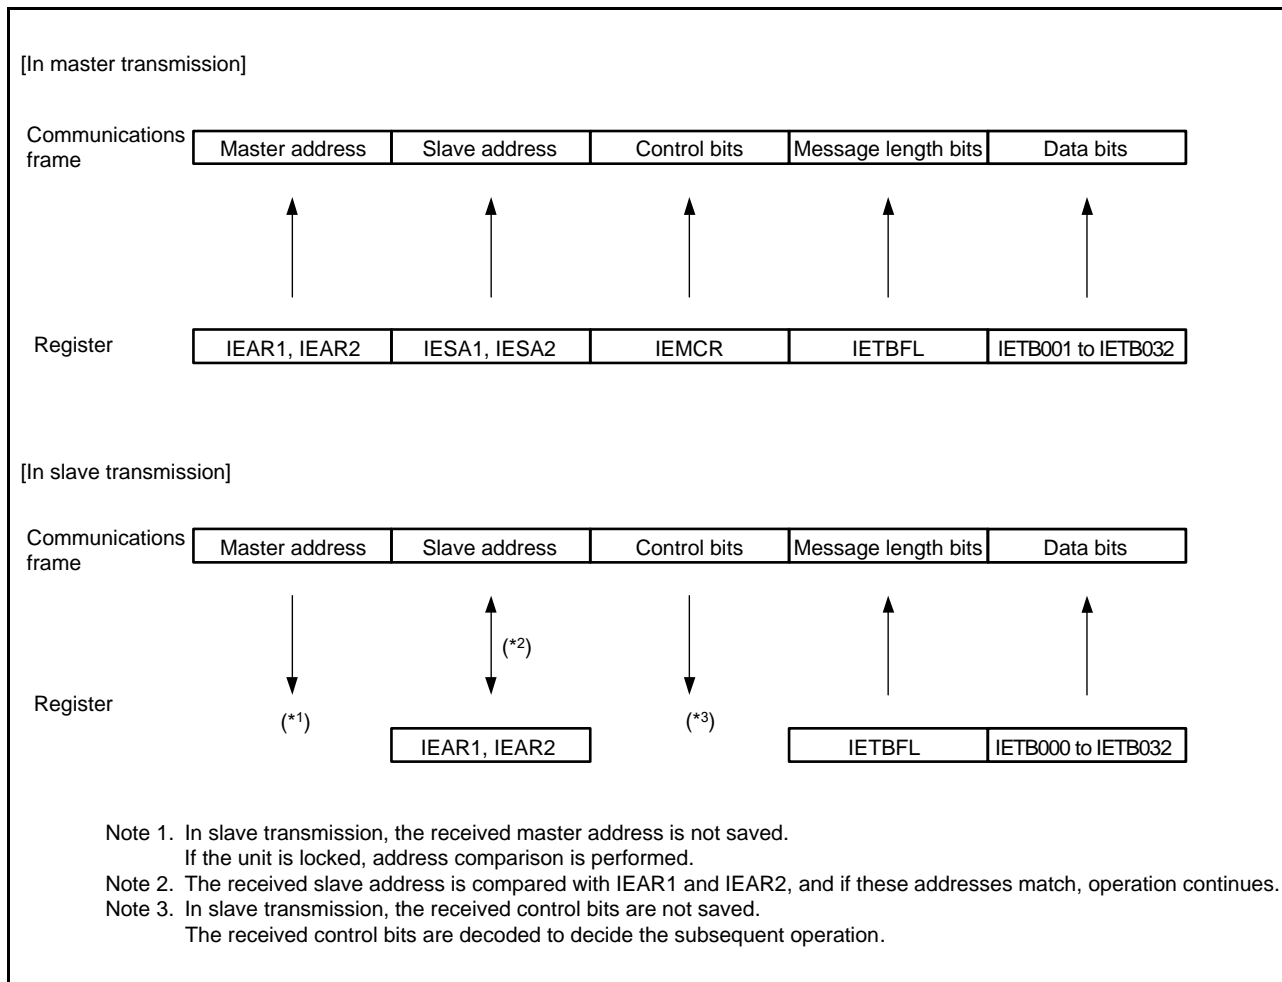 [In master transmission]
Communications
frame
Master address Slave address Control bits Message length bits Data bits
Register IEAR1, IEAR2 IESA1, IESA2 IEMCR IETBFL IETB001 to IETB032
[In slave transmission]
Communications
frame
Master address Slave address Control bits Message length bits Data bits
(*2)
Register
(*1) (*3)
IEAR1, IEAR2 IETBFL IETB000 to IETB032
Note 1. In slave transmission, the received master address is not saved.
If the unit is locked, address comparison is performed.
Note 2. The received slave address is compared with IEAR1 and IEAR2, and if these addresses match, operation continues.
Note 3. In slave transmission, the received control bits are not saved.
The received control bits are decoded to decide the subsequent operation.